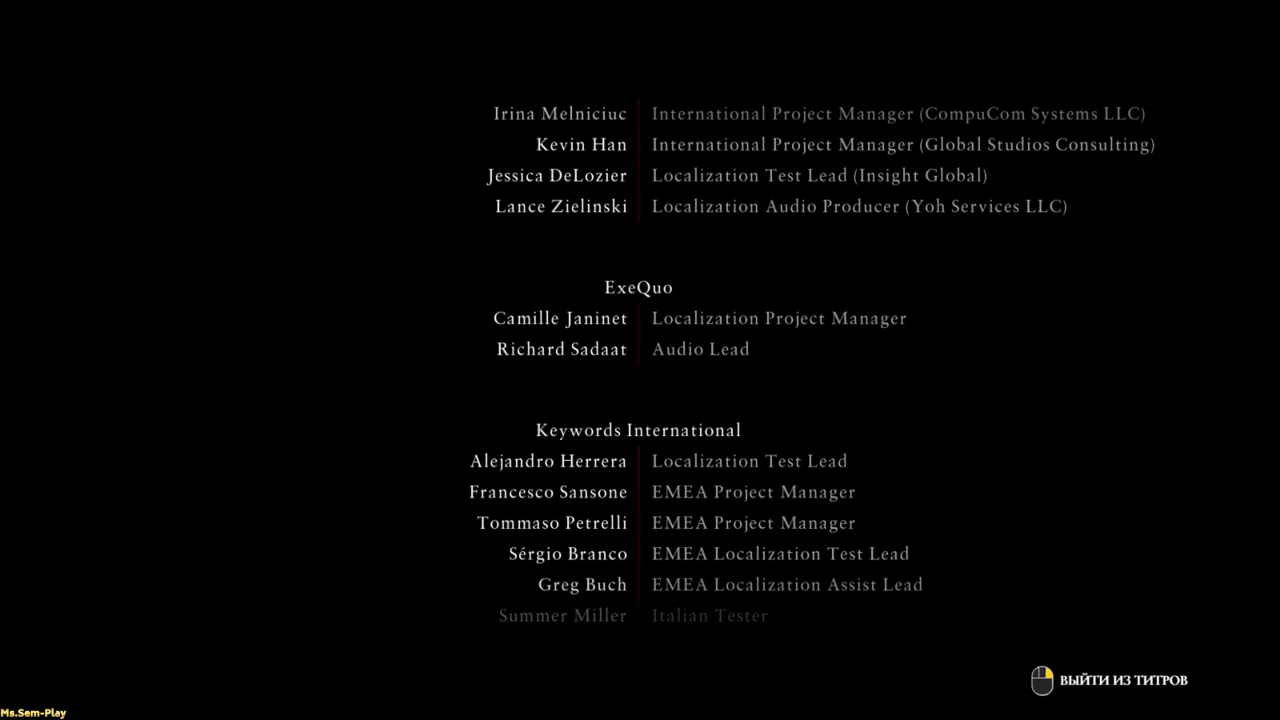 Irina Melniciuc International Project Manager (CompuCom Systems LLC)
Kevin Han International Project Manager (Global Studios Consulting)
Jessica DeLozier Localization Test Lead (Insight Global)
Lance Zielinski Localization Audio Producer (Yoh Services LLC)
ExeQuo
Camille Janinet Localization Project Manager
Richard Sadaat Audio Lead
Keywords International
Alejandro Herrera Localization Test Lead
Francesco Sansone EMEA Project Manager
Tommaso Petrelli EMEA Project Manager
Sérgio Branco EMEA Localization Test Lead
Greg Buch EMEA Localization Assist Lead
Summer Miller Italian Tester
ВЫЙТИ ИЗ ТИТРОВ
Ms.Sem-Play